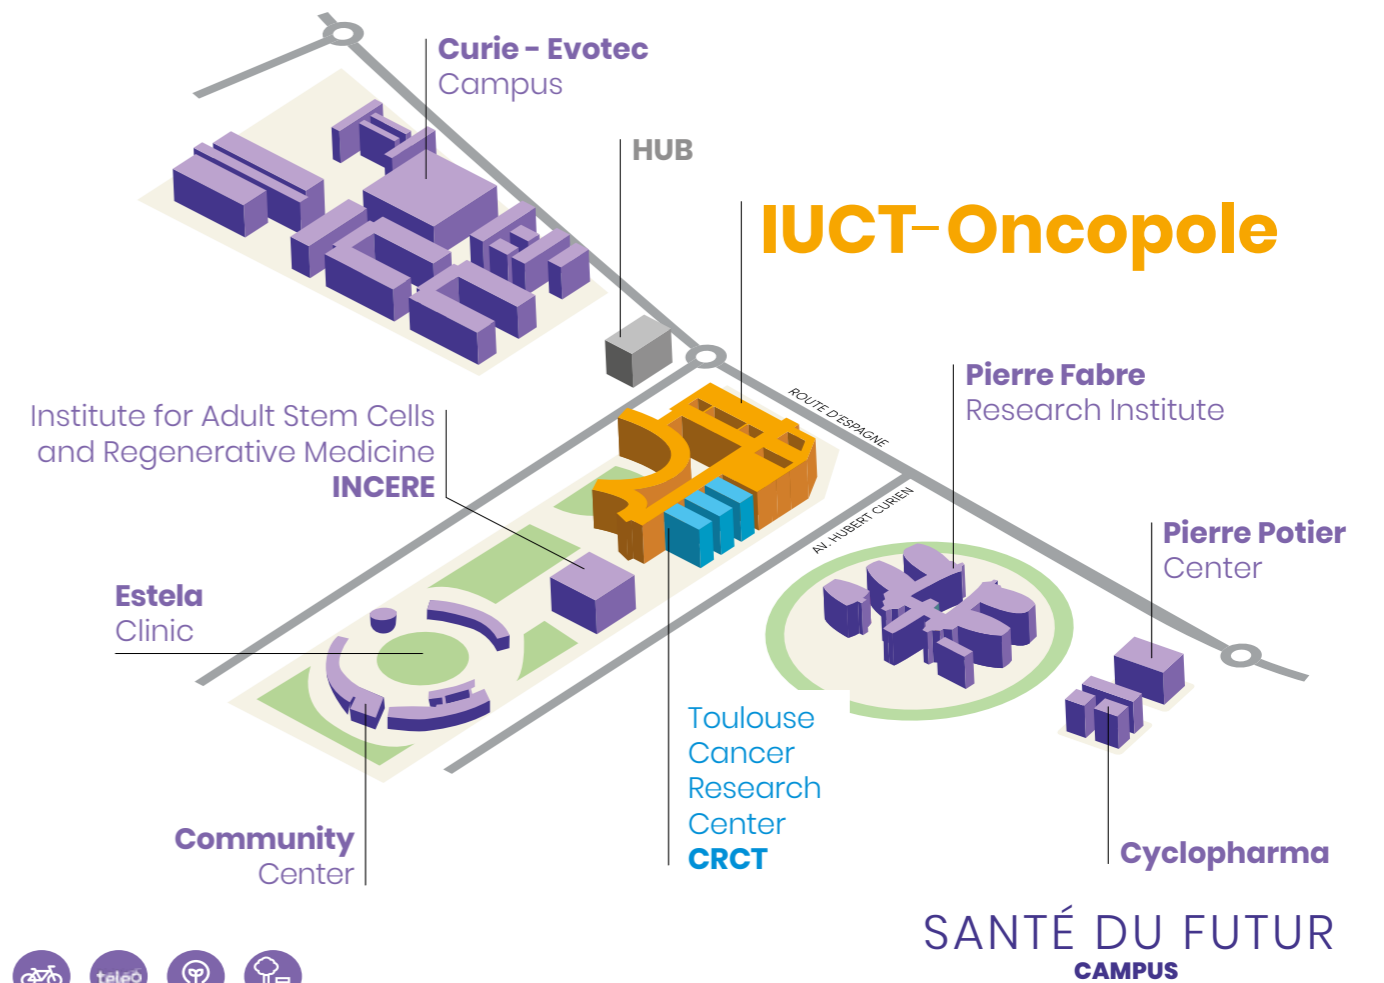 Curie - Evotec
Campus
HUB
IUCT-Oncopole
ROUTE D'ESPAGNE
Pierre Fabre
Research Institute
Institute for Adult Stem Cells
and Regenerative Medicine
INCERE
AV. HUBERT CURIEN
Pierre Potier
Center
Estela
Clinic
Toulouse
Cancer
Research
Center
CRCT
Community
Center
Cyclopharma
SANTÉ DU FUTUR
CAMPUS
téléo